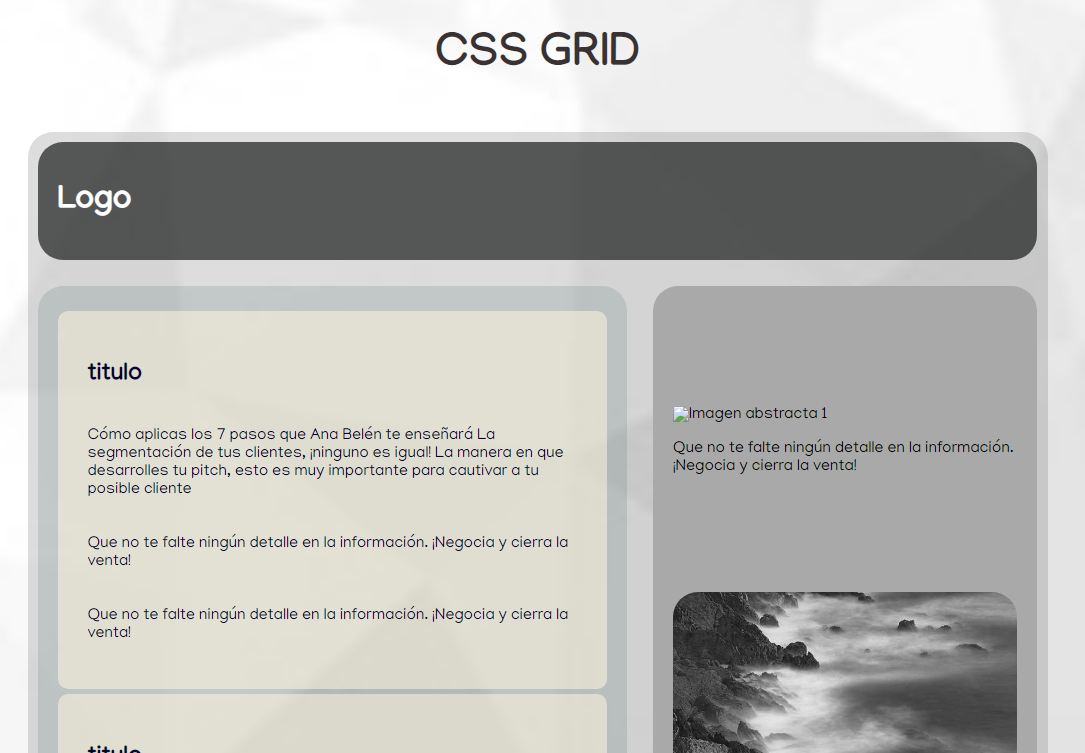 CSS GRID
Logo
titulo
Cómo aplicas los 7 pasos que Ana Belén te enseñará La
segmentación de tus clientes, ¡ninguno es igual! La manera en que
desarrolles tu pitch, esto es muy importante para cautivar a tu
posible cliente
Que no te falte ningún detalle en la información. ¡Negocia y cierra la
venta!
Que no te falte ningún detalle en la información. ¡Negocia y cierra la
venta!
titulo
Imagen abstracta 1
Que no te falte ningún detalle en la información.
¡Negocia y cierra la venta!